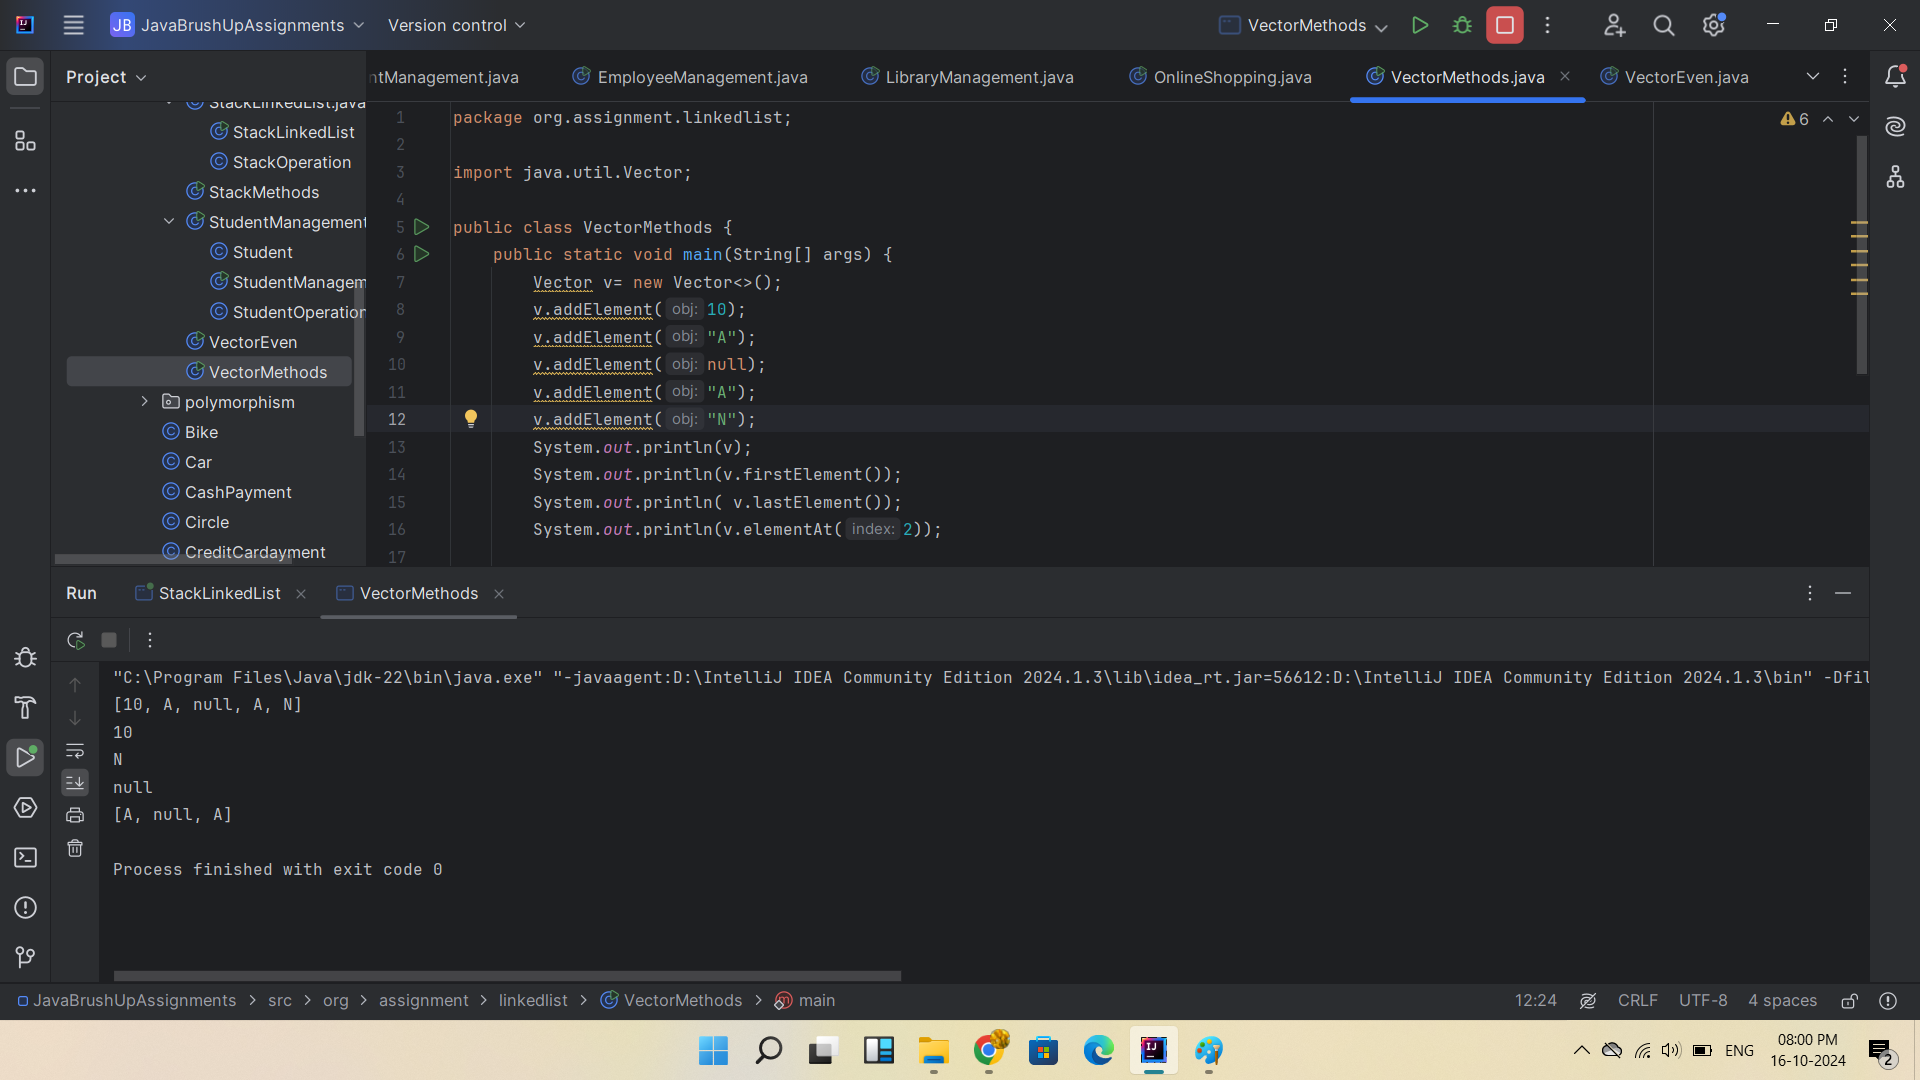 JB JavaBrushUpAssignments Version control VectorMethods
Project
ntManagement.java EmployeeManagement.java LibraryManagement.java OnlineShopping.java VectorMethods.java VectorEven.java
StackLinkedList.java
StackLinkedList
StackOperation
StackMethods
StudentManagement
Student
StudentManagem
StudentOperation
VectorEven
VectorMethods
polymorphism
Bike
Car
CashPayment
Circle
CreditCardayment
6
1 package org.assignment.linkedlist;
2
3 import java.util.Vector;
4
5 public class VectorMethods {
6 public static void main(String[] args) {
7 Vector v= new Vector<>();
8 v.addElement( obj: 10);
9 v.addElement( obj: "A");
10 v.addElement( obj: null);
11 v.addElement( obj: "A");
12 v.addElement( obj: "N");
13 System.out.println(v);
14 System.out.println(v.firstElement());
15 System.out.println( v.lastElement());
16 System.out.println(v.elementAt( index: 2));
17
Run StackLinkedList VectorMethods
"C:\Program Files\Java\jdk-22\bin\java.exe" "-javaagent:D:\IntelliJ IDEA Community Edition 2024.1.3\lib\idea_rt.jar=56612:D:\IntelliJ IDEA Community Edition 2024.1.3\bin" -Dfil
[10, A, null, A, N]
10
N
null
[A, null, A]
Process finished with exit code 0
JavaBrushUpAssignments > src > org > assignment > linkedlist > VectorMethods > main 12:24 CRLF UTF-8 4 spaces
ENG 08:00 PM
16-10-2024 2